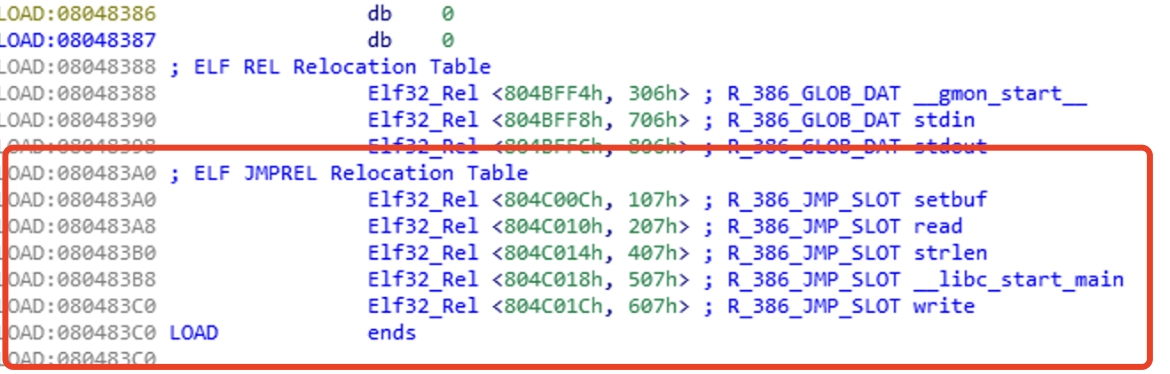 LOAD:08048386 db 0
LOAD:08048387 db 0
LOAD:08048388 ; ELF REL Relocation Table
LOAD:08048388 Elf32_Rel <804BFF4h, 306h> ; R_386_GLOB_DAT __gmon_start__
LOAD:08048390 Elf32_Rel <804BFF8h, 706h> ; R_386_GLOB_DAT stdin
LOAD:08048398 Elf32_Rel <804BFFCh, 806h> ; R_386_GLOB_DAT stdout
LOAD:080483A0 ; ELF JMPREL Relocation Table
LOAD:080483A0 Elf32_Rel <804C00Ch, 107h> ; R_386_JMP_SLOT setbuf
LOAD:080483A8 Elf32_Rel <804C010h, 207h> ; R_386_JMP_SLOT read
LOAD:080483B0 Elf32_Rel <804C014h, 407h> ; R_386_JMP_SLOT strlen
LOAD:080483B8 Elf32_Rel <804C018h, 507h> ; R_386_JMP_SLOT __libc_start_main
LOAD:080483C0 Elf32_Rel <804C01Ch, 607h> ; R_386_JMP_SLOT write
LOAD:080483C0 LOAD ends
LOAD:080483C0